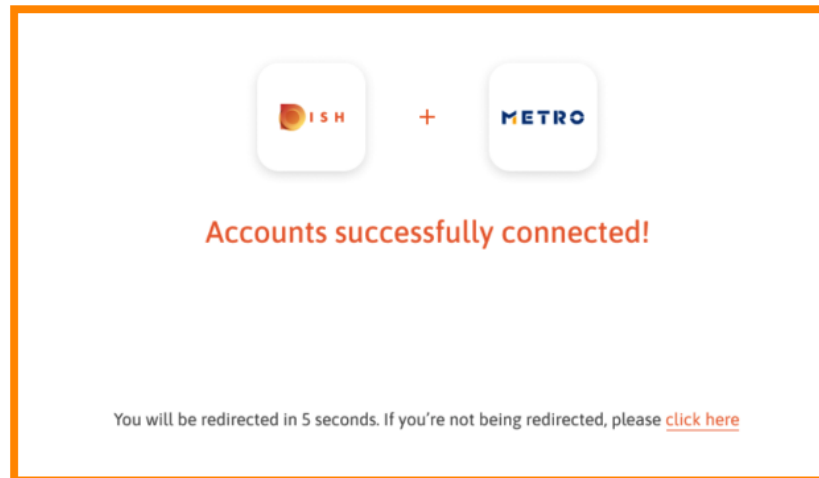 DISH + METRO
Accounts successfully connected!
You will be redirected in 5 seconds. If you’re not being redirected, please click here